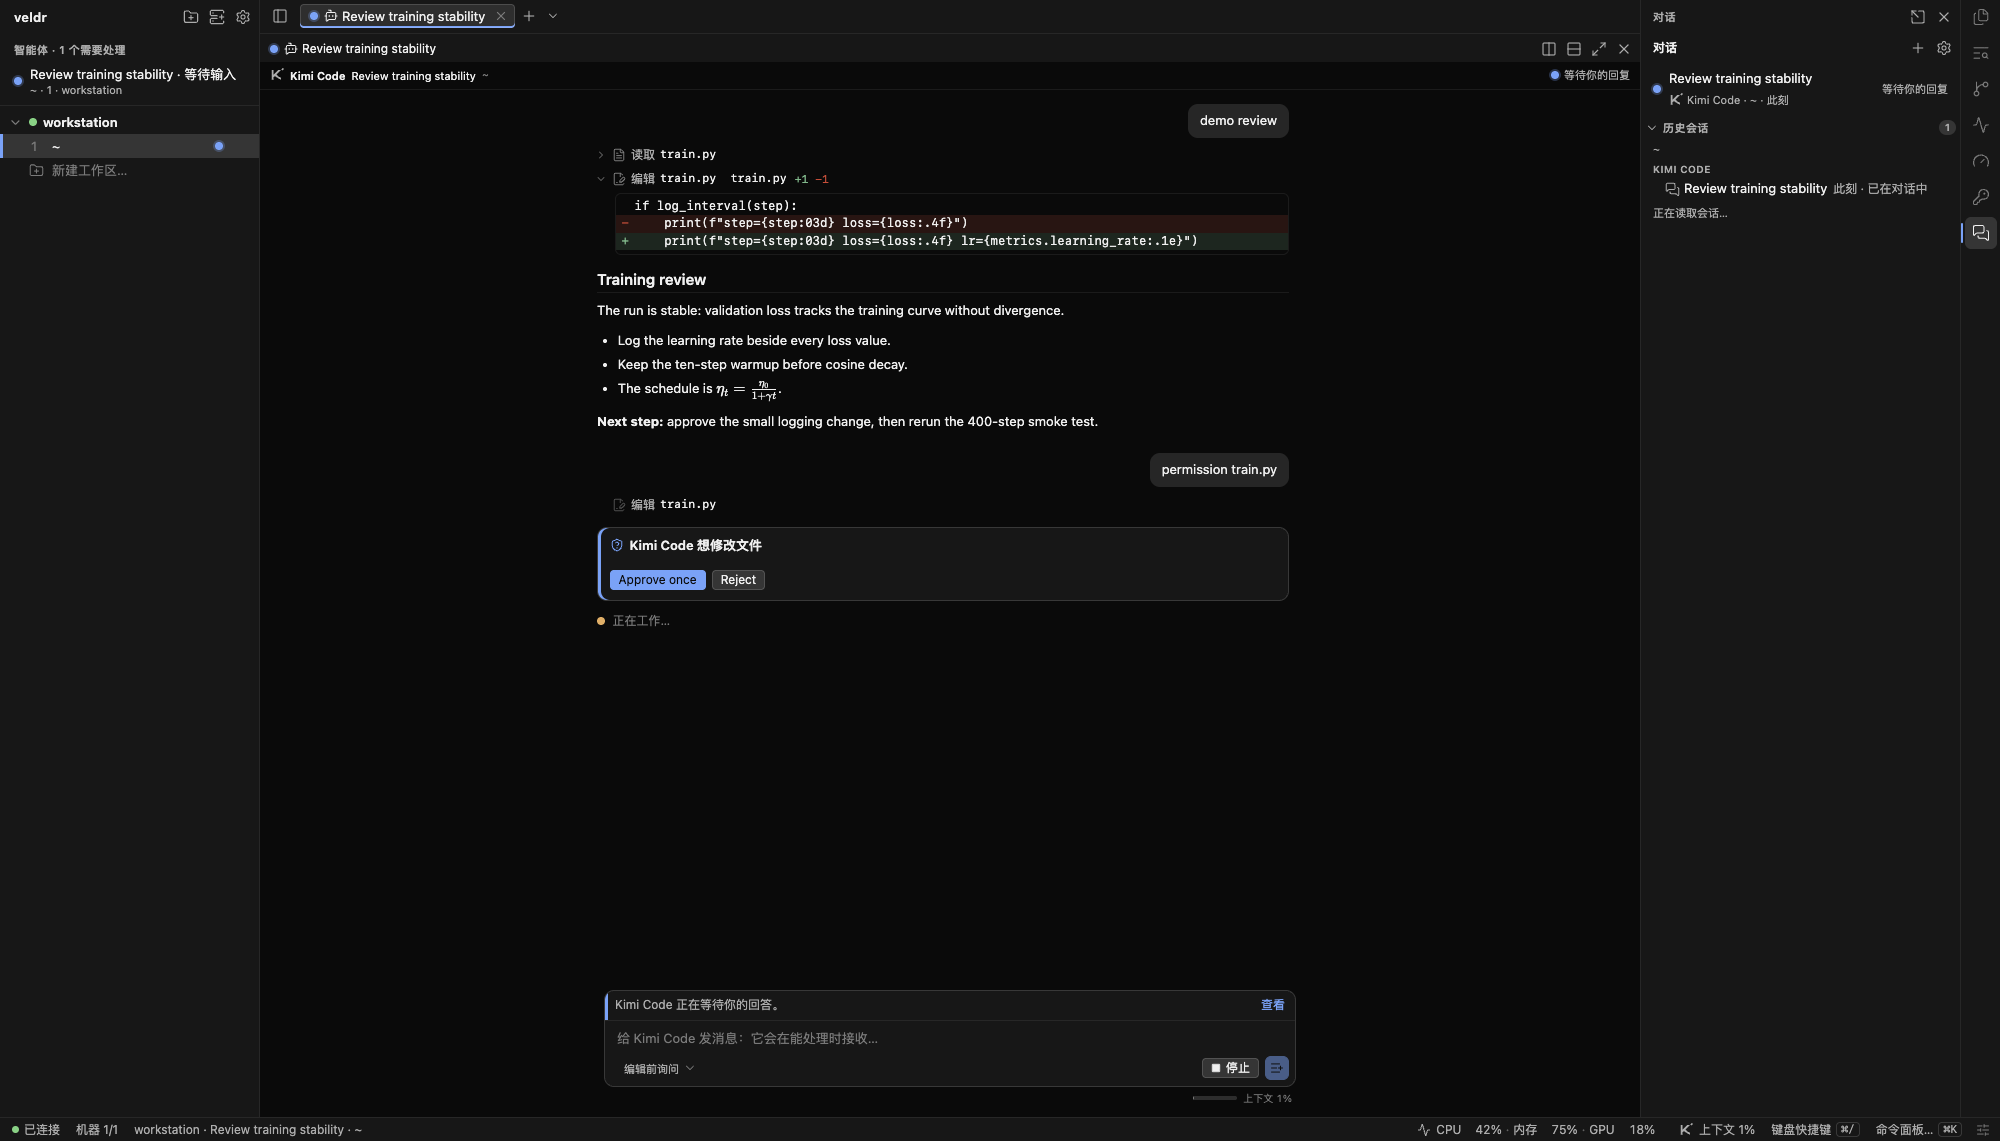 veldr
智能体 · 1 个需要处理
Review training stability · 等待输入
~ · 1 · workstation
workstation
1 ~
新建工作区...
Review training stability
Review training stability
Kimi Code Review training stability ~
等待你的回复
demo review
读取 train.py
编辑 train.py train.py +1 −1
if log_interval(step):
− print(f"step={step:03d} loss={loss:.4f}")
+ print(f"step={step:03d} loss={loss:.4f} lr={metrics.learning_rate:.1e}")
Training review
The run is stable: validation loss tracks the training curve without divergence.
• Log the learning rate beside every loss value.
• Keep the ten-step warmup before cosine decay.
• The schedule is ηt = η0/1+γt.
Next step: approve the small logging change, then rerun the 400-step smoke test.
permission train.py
编辑 train.py
Kimi Code 想修改文件
Approve once
Reject
正在工作...
Kimi Code 正在等待你的回答。
查看
给 Kimi Code 发消息：它会在能处理时接收...
编辑前询问
停止
上下文 1%
对话
对话
Review training stability
Kimi Code · ~ · 此刻
等待你的回复
历史会话 1
~
KIMI CODE
Review training stability 此刻 · 已在对话中
正在读取会话...
已连接 机器 1/1 workstation · Review training stability · ~
CPU 42% · 内存 75% · GPU 18% 上下文 1% 键盘快捷键 ⌘/ 命令面板... ⌘K